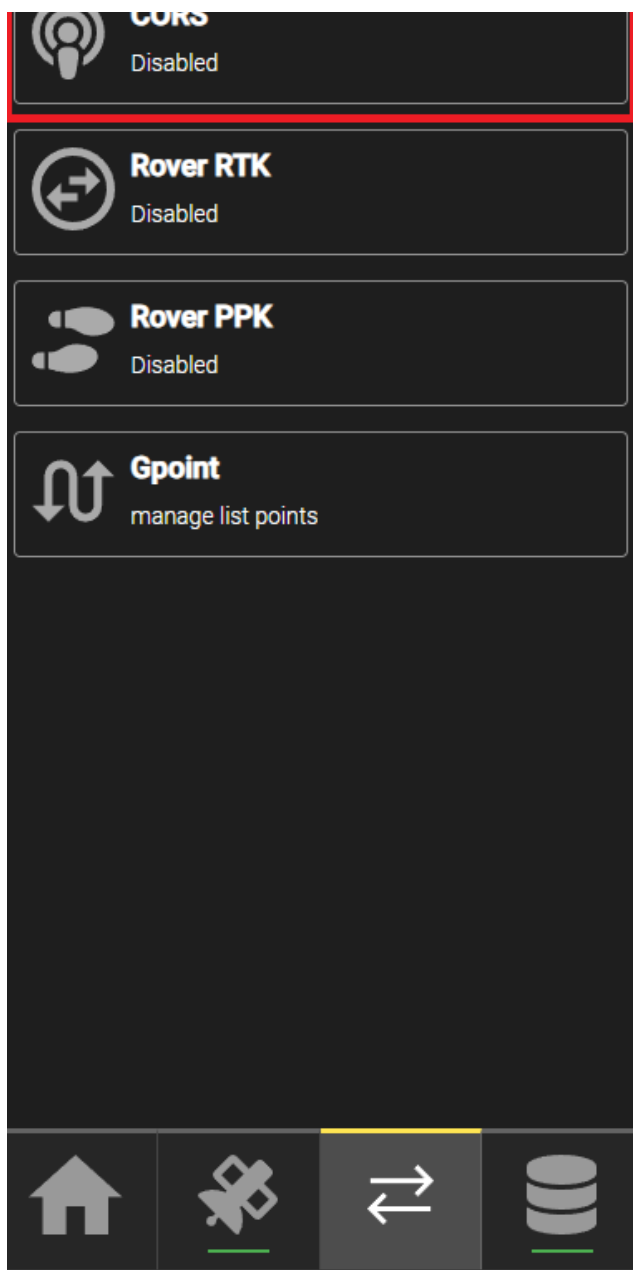 CORS
Disabled
Rover RTK
Disabled
Rover PPK
Disabled
Gpoint
manage list points